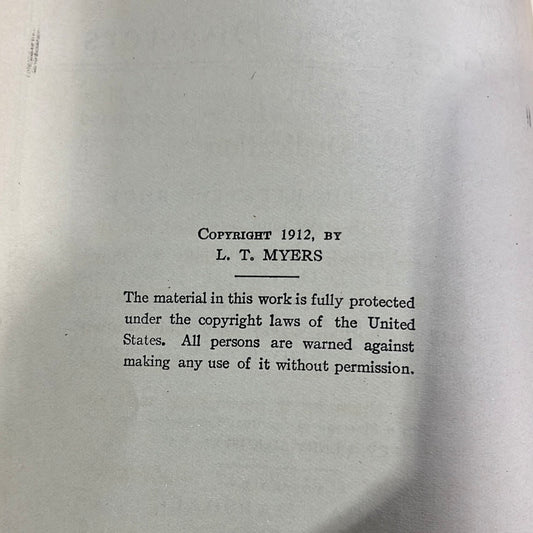 COPYRIGHT 1912, BY
L. T. MYERS
The material in this work is fully protected
under the copyright laws of the United
States. All persons are warned against
making any use of it without permission.